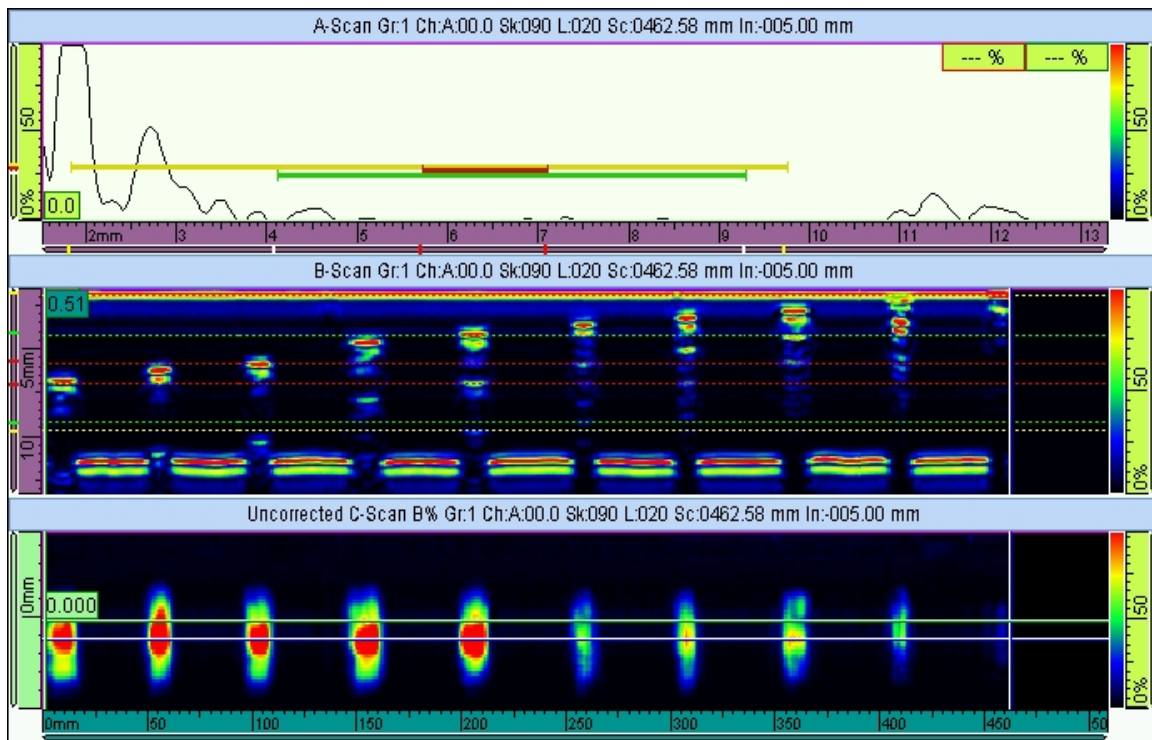 A-Scan Gr:1 Ch:A:00.0 Sk:090 L:020 Sc:0462.58 mm In:-005.00 mm
--- % --- %
0% 50
0.0
0% 50
2mm 3 4 5 6 7 8 9 10 11 12 13
B-Scan Gr:1 Ch:A:00.0 Sk:090 L:020 Sc:0462.58 mm In:-005.00 mm
0.51
5mm 10
0% 50
Uncorrected C-Scan B% Gr:1 Ch:A:00.0 Sk:090 L:020 Sc:0462.58 mm In:-005.00 mm
0mm
0.000
0% 50
0mm 50 100 150 200 250 300 350 400 450 50